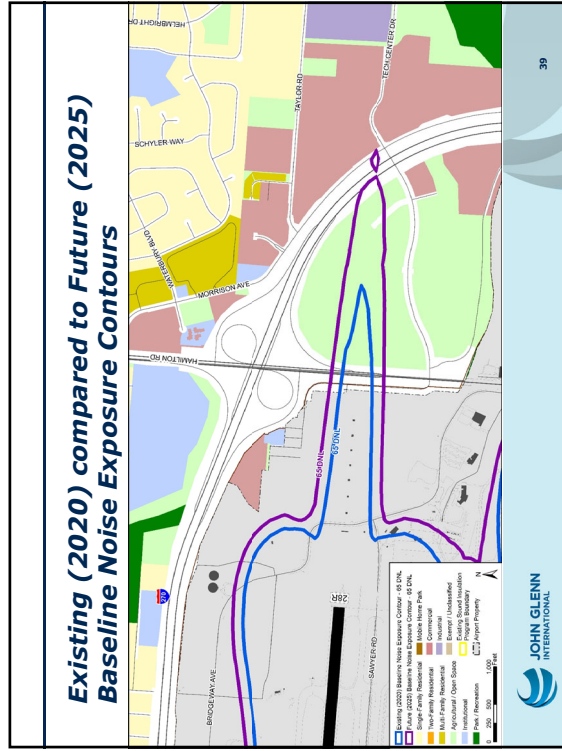 Existing (2020) compared to Future (2025)
Baseline Noise Exposure Contours
HELMBRIGHT DR
SCHYLER WAY
WATERBURY BLVD
MORRISON AVE
HAMILTON RD
TAYLOR RD
TECH CENTER DR
270
65 DNL
65 DNL
BRIDGEWAY AVE
28R
SAWYER RD
Existing (2020) Baseline Noise Exposure Contour - 65 DNL
Future (2025) Baseline Noise Exposure Contour - 65 DNL
Single-Family Residential
Two-Family Residential
Multi-Family Residential
Agricultural / Open Space
Institutional
Park / Recreation
Mobile Home Park
Commercial
Industrial
Exempt / Unclassified
Existing Sound Insulation
Program Boundary
Airport Property
N
0 250 500 1,000
Feet
JOHN GLENN
INTERNATIONAL
39